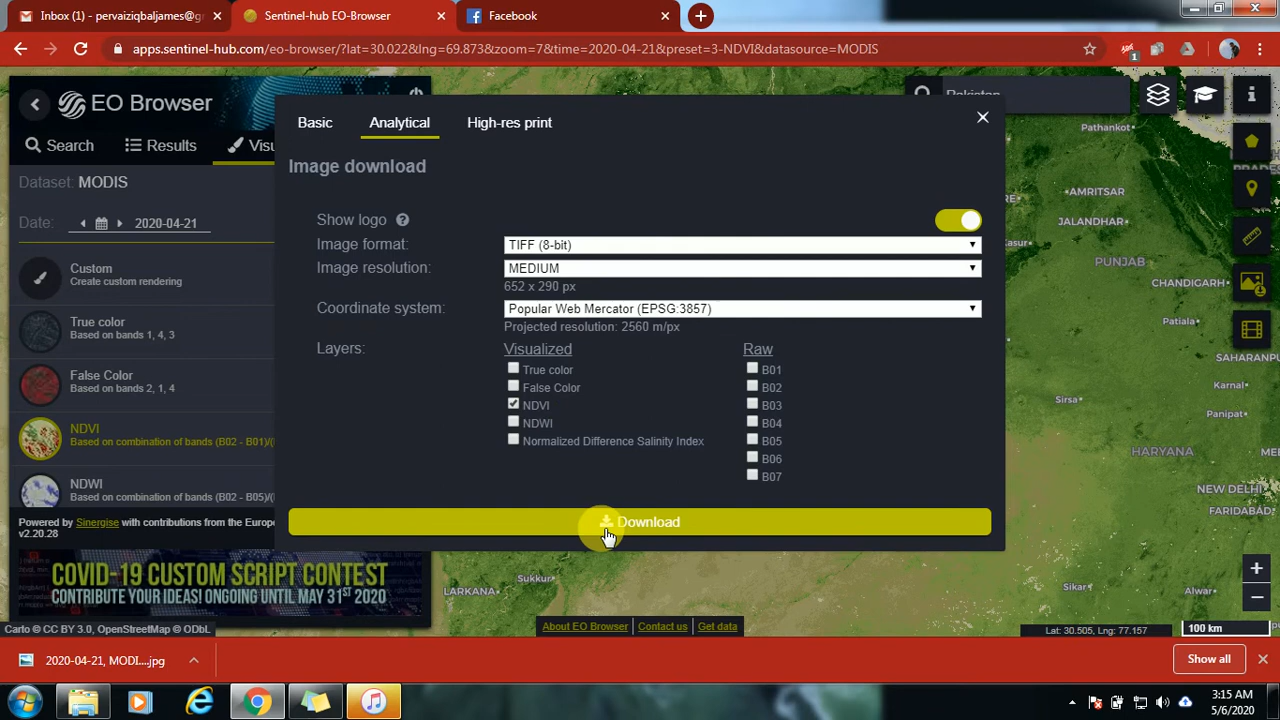 Inbox (1) - pervaiziqbaljames@gr
Sentinel-hub EO-Browser
Facebook
apps.sentinel-hub.com/eo-browser/?lat=30.022&lng=69.873&zoom=7&time=2020-04-21&preset=3-NDVI&datasource=MODIS
1
EO Browser
Search
Results
Visu
Dataset: MODIS
Date:
2020-04-21
Custom
Create custom rendering
True color
Based on bands 1, 4, 3
False Color
Based on bands 2, 1, 4
NDVI
Based on combination of bands (B02 - B01)/(
NDWI
Based on combination of bands (B02 - B05)/(
Powered by Sinergise with contributions from the Europe
v2.20.28
COVID-19 CUSTOM SCRIPT CONTEST
CONTRIBUTE YOUR IDEAS! ONGOING UNTIL MAY 31ST 2020
Carto © CC BY 3.0, OpenStreetMap © ODbL
Basic
Analytical
High-res print
Image download
Show logo
Image format:
TIFF (8-bit)
Image resolution:
MEDIUM
652 x 290 px
Coordinate system:
Popular Web Mercator (EPSG:3857)
Projected resolution: 2560 m/px
Layers:
Visualized
Raw
True color
B01
False Color
B02
NDVI
B03
NDWI
B04
Normalized Difference Salinity Index
B05
B06
B07
Download
Pakistan
Pathankot
AMRITSAR
JALANDHAR
Kasur
PUNJAB
CHANDIGARH
Patiala
SAHARANPU
Karnal
Sirsa
Panipat
HARYANA
MEE
NEW DELHI
FARIDABAD
Sukkur
LARKANA
Sikar
Alwar
About EO Browser
Contact us
Get data
Lat: 30.505, Lng: 77.157
100 km
2020-04-21, MODI....jpg
Show all
3:15 AM
5/6/2020